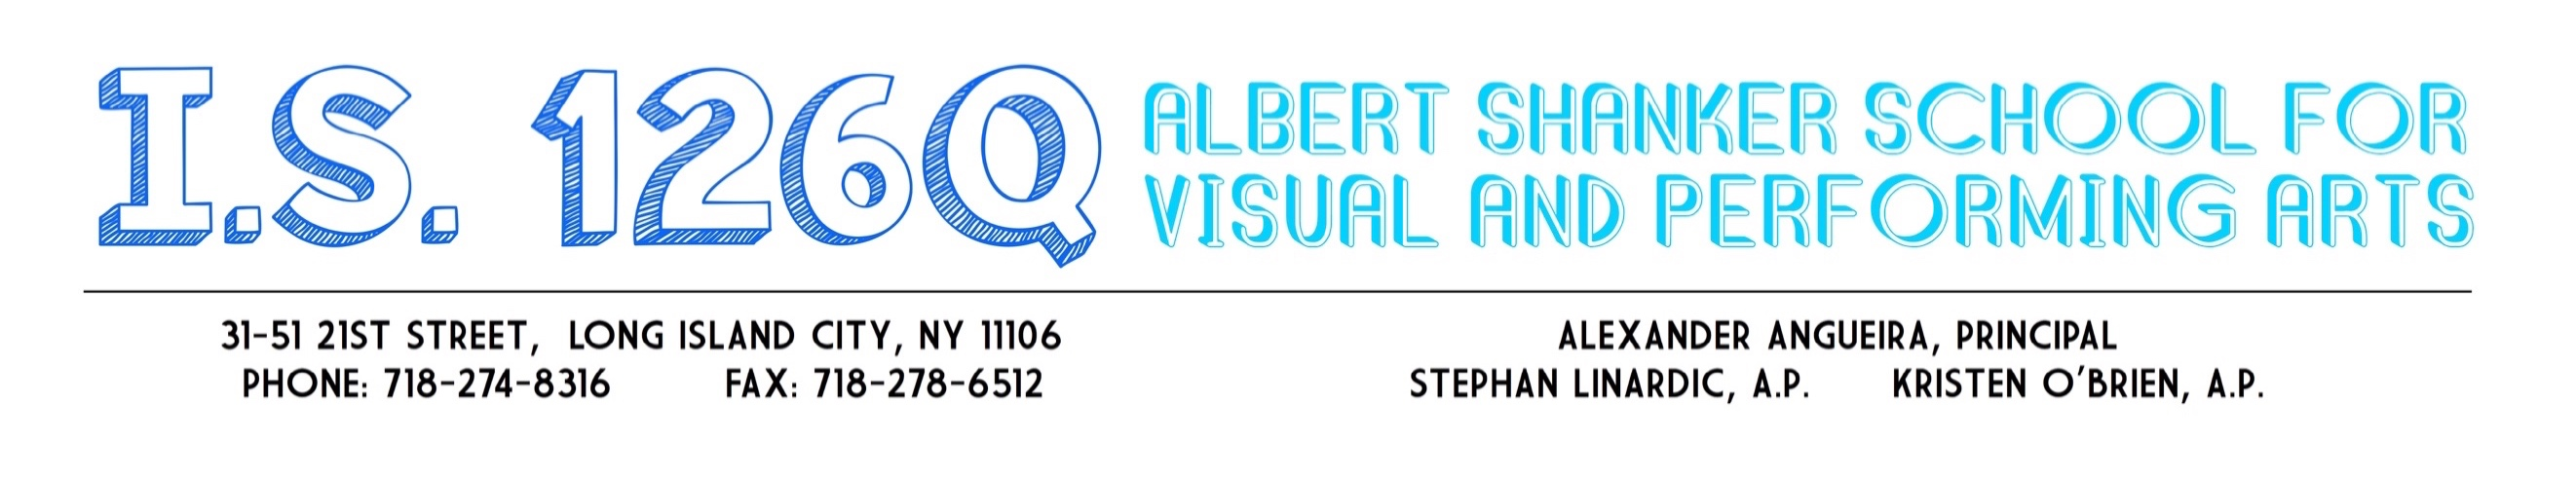 I.S. 126Q
ALBERT SHANKER SCHOOL FOR
VISUAL AND PERFORMING ARTS
31-51 21ST STREET, LONG ISLAND CITY, NY 11106
PHONE: 718-274-8316 FAX: 718-278-6512
ALEXANDER ANGUEIRA, PRINCIPAL
STEPHAN LINARDIC, A.P. KRISTEN O'BRIEN, A.P.